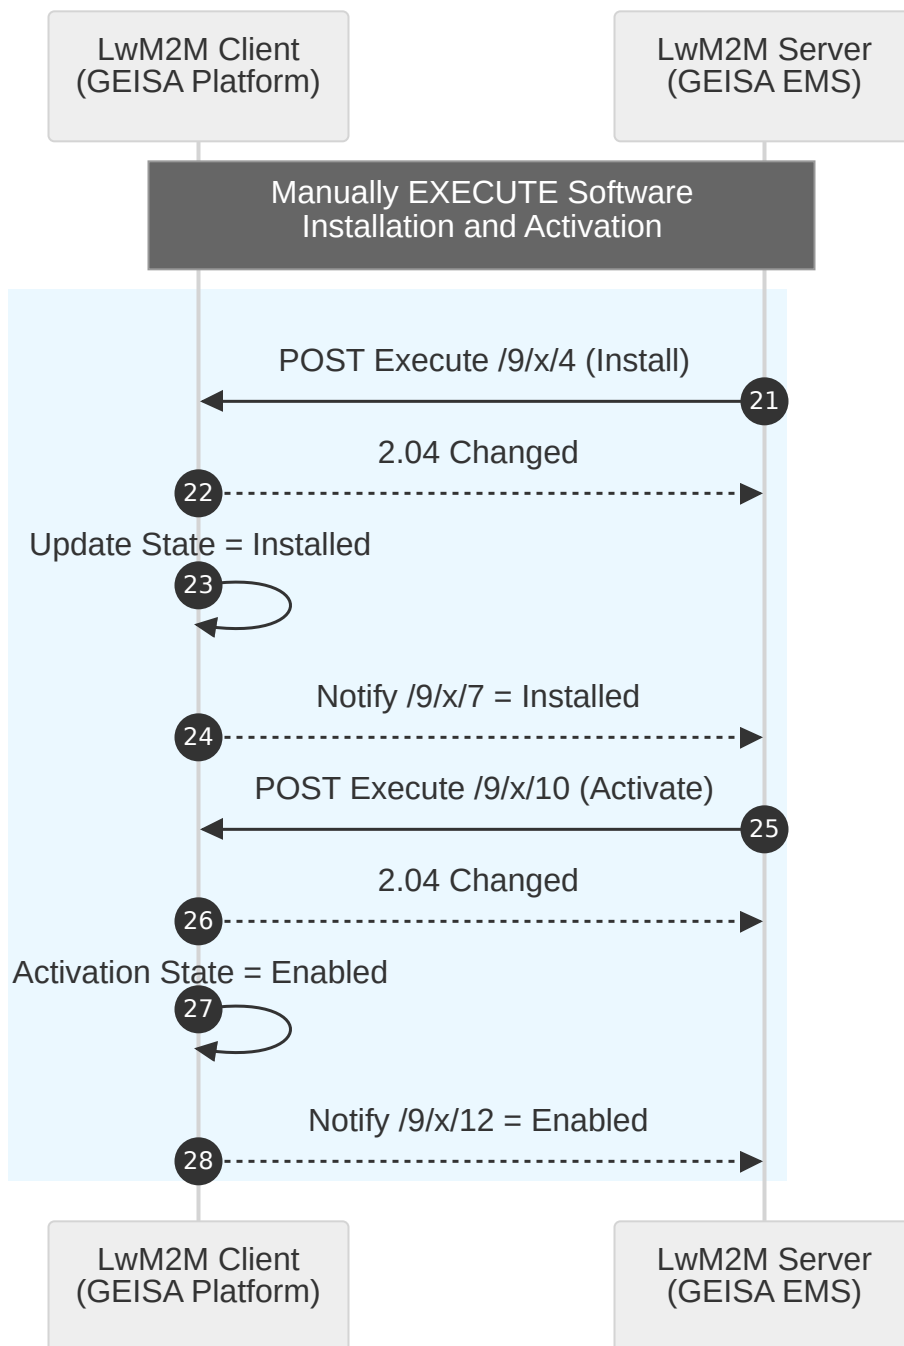 LwM2M Client
(GEISA Platform)
LwM2M Server
(GEISA EMS)
Manually EXECUTE Software
Installation and Activation
POST Execute /9/x/4 (Install)
21
2.04 Changed
22
Update State = Installed
23
Notify /9/x/7 = Installed
24
POST Execute /9/x/10 (Activate)
25
2.04 Changed
26
Activation State = Enabled
27
Notify /9/x/12 = Enabled
28
LwM2M Client
(GEISA Platform)
LwM2M Server
(GEISA EMS)